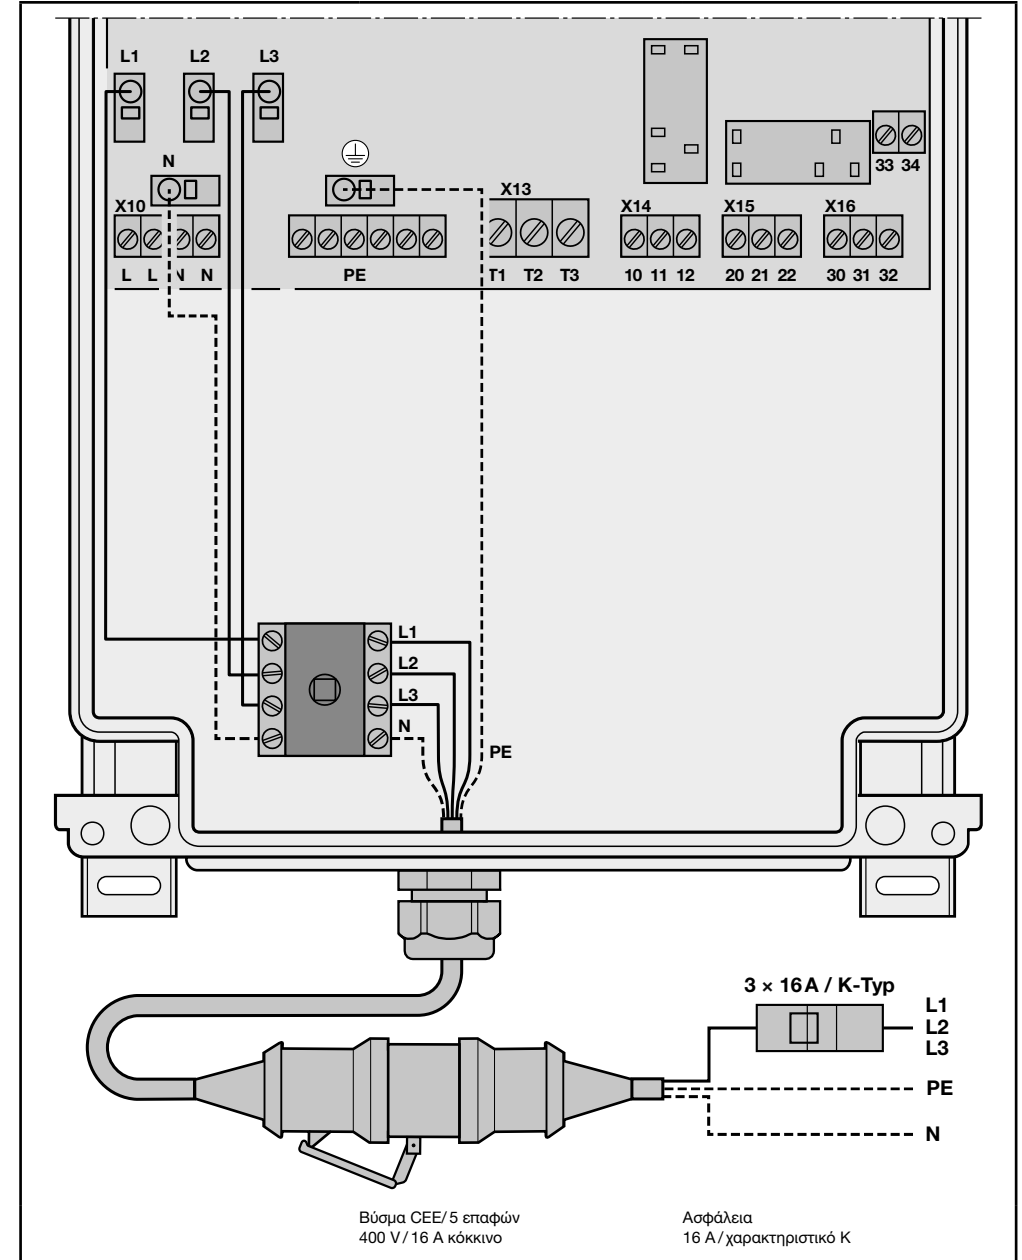 L1 L2 L3
N
X10
L L N N
PE
X13
T1 T2 T3
X14
10 11 12
X15
20 21 22
33 34
X16
30 31 32
L1
L2
L3
N
PE
3 × 16 A / K-Typ
L1
L2
L3
PE
N
Βύσμα CEE/ 5 επαφών
400 V / 16 A κόκκινο
Ασφάλεια
16 A / χαρακτηριστικό K